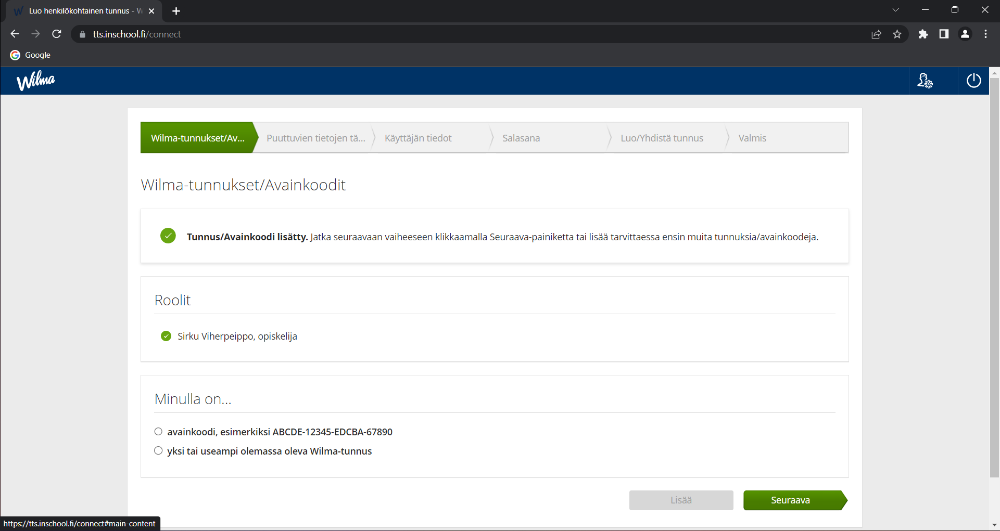 Luo henkilökohtainen tunnus - W
tts.inschool.fi/connect
Google
Wilma
Wilma-tunnukset/Av...
Puuttuvien tietojen tä...
Käyttäjän tiedot
Salasana
Luo/Yhdistä tunnus
Valmis
Wilma-tunnukset/Avainkoodit
Tunnus/Avainkoodi lisätty. Jatka seuraavaan vaiheeseen klikkaamalla Seuraava-painiketta tai lisää tarvittaessa ensin muita tunnuksia/avainkoodeja.
Roolit
Sirku Viherpeippo, opiskelija
Minulla on...
avainkoodi, esimerkiksi ABCDE-12345-EDCBA-67890
yksi tai useampi olemassa oleva Wilma-tunnus
Lisää
Seuraava
https://tts.inschool.fi/connect#main-content